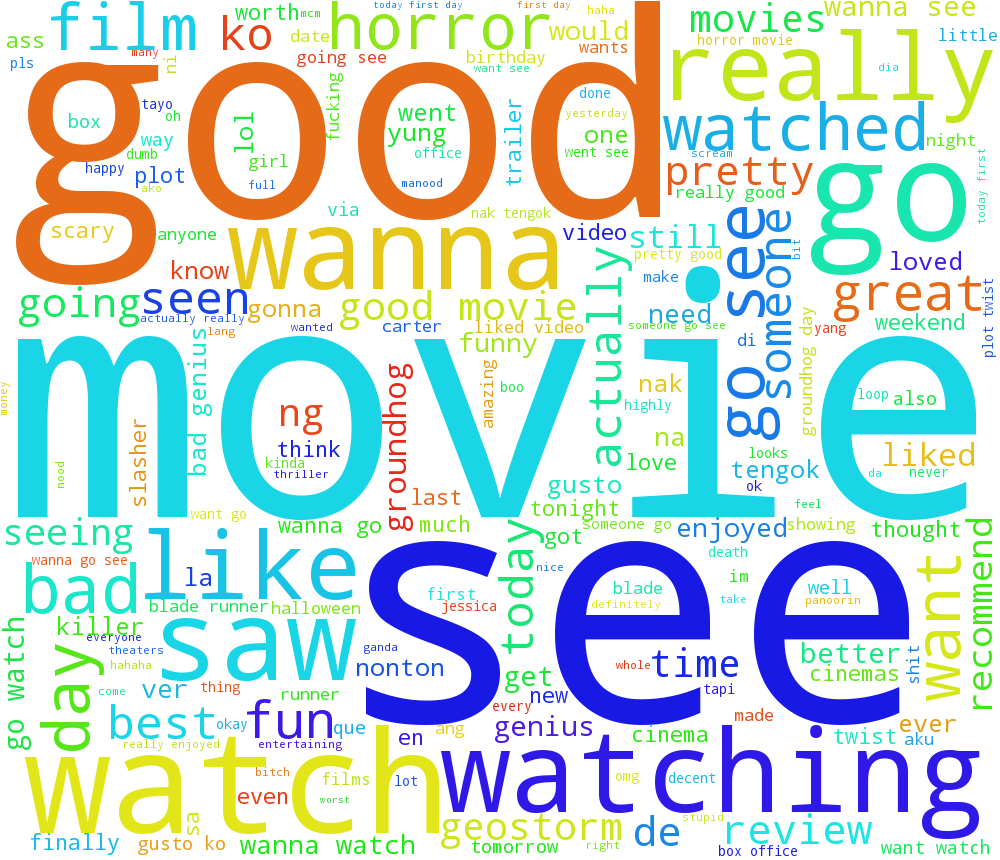 today first day
first day
haha
mcm
film
ko
worth
horror
would
movies
wanna see
little
ass
date
many
pls
ni
going see
birthday
wants
horror movie
want see
good
really
dia
tayo
oh
box
lol
fucking
went
yung
trailer
done
yesterday
one
watched
night
way
dumb
girl
office
went see
scream
happy
plot
ako
full
manood
pretty
really good
go
today first
scary
anyone
via
nak tengok
video
still
pretty good
bit
someone
go see
loved
know
wanna
make
need
great
going
seen
gonna
good movie
actually
actually really
lang
wanted
carter
liked video
someone go see
di
yang
weekend
plot twist
funny
groundhog day
bad genius
money
movie
amazing
boo
nak
highly
loop
also
ng
think
kinda
thriller
groundhog
slasher
nood
na
love
looks
liked
tengok
da
never
ok
last
gusto
feel
want go
wanna go
much
tonight
got
someone go
enjoyed
showing
thought
seeing
wanna go see
like
see
today
nice
death
im
bad
la
first
jessica
blade
definitely
take
well
panoorin
want
recommend
blade runner
halloween
killer
everyone
theaters
hahaha
saw
ganda
nonton
whole
time
better
cinemas
shit
go watch
day
come
ver
thing
runner
get
every
new
tapi
made
best
okay
fun
que
en
ang
genius
cinema
twist
ever
aku
really enjoyed
entertaining
watch
watching
bitch
films
lot
omg
decent
even
worst
sa
geostorm
de
stupid
review
finally
gusto ko
wanna watch
tomorrow
right
box office
want watch